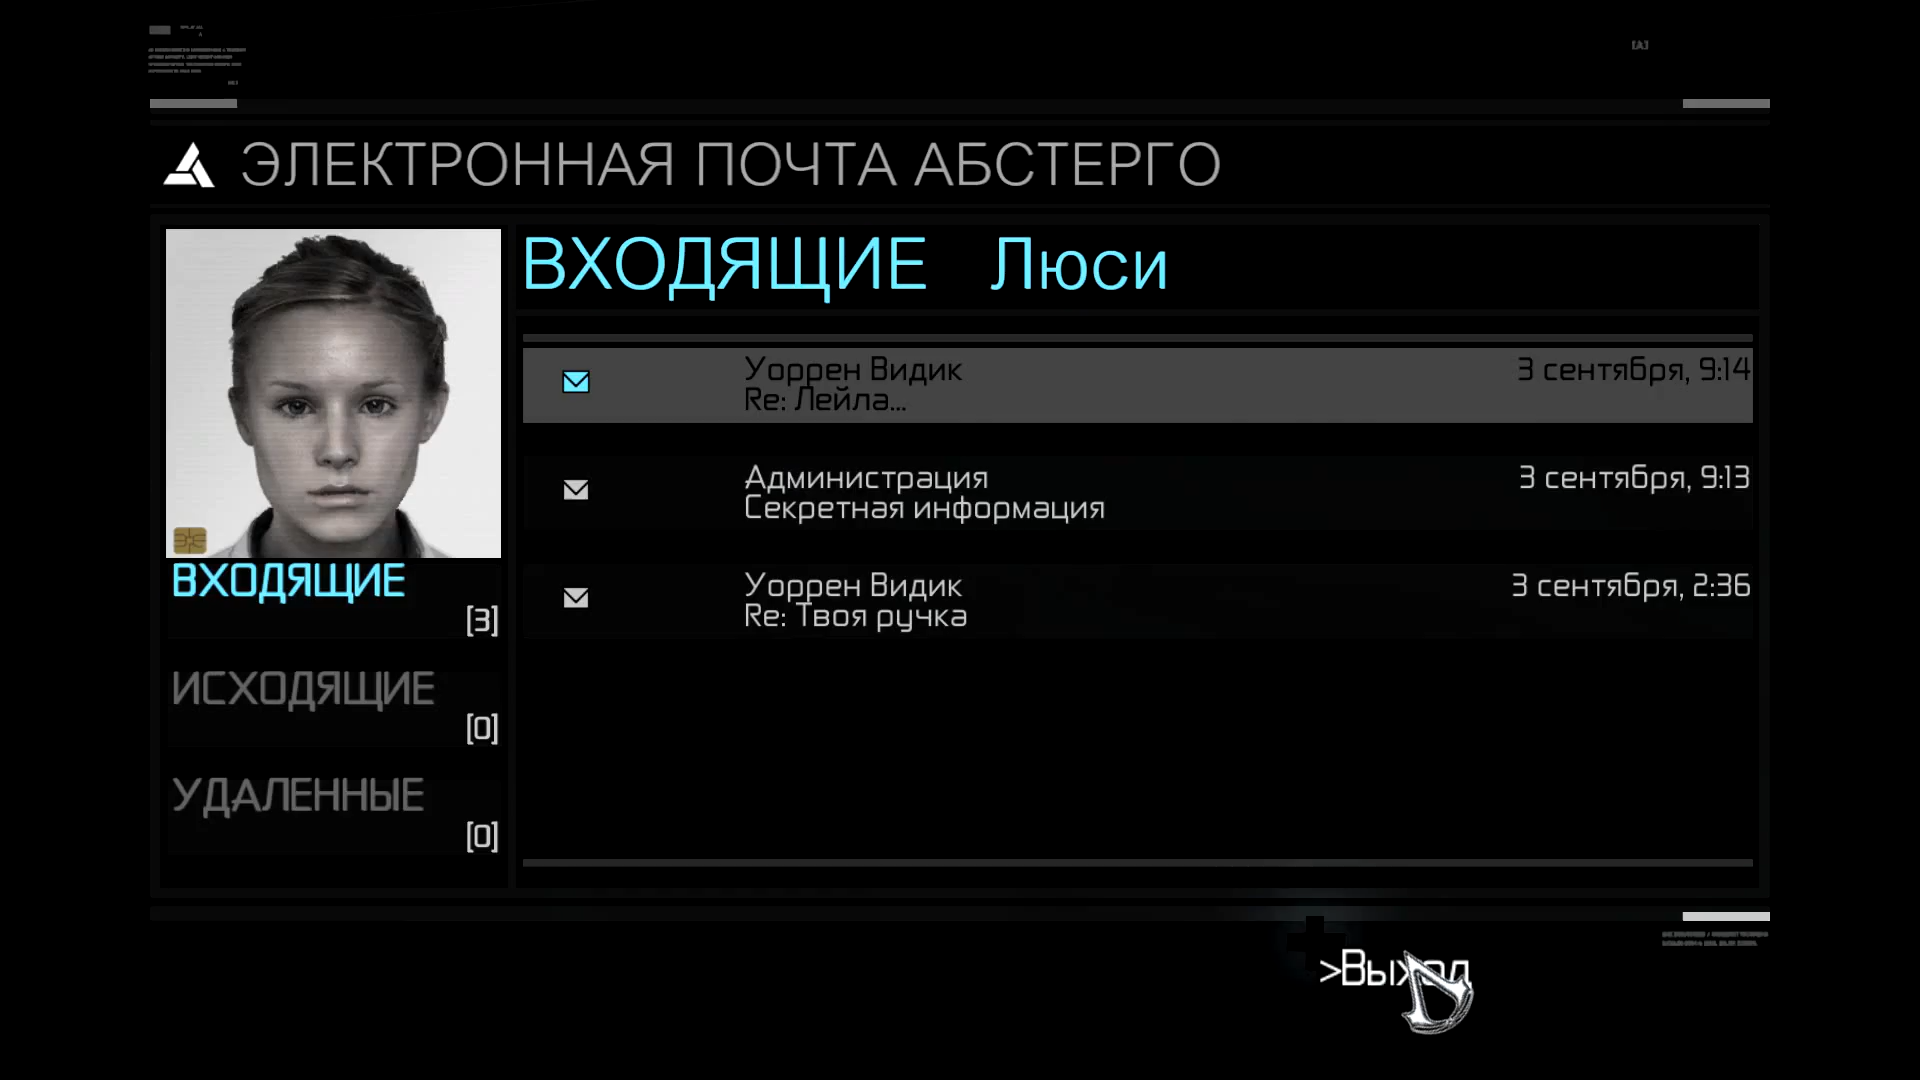 [A]
ЭЛЕКТРОННАЯ ПОЧТА АБСТЕРГО
ВХОДЯЩИЕ Люси
Уоррен Видик 3 сентября, 9:14
Re: Лейла...
Администрация 3 сентября, 9:13
Секретная информация
Уоррен Видик 3 сентября, 2:36
Re: Твоя ручка
ВХОДЯЩИЕ
[3]
ИСХОДЯЩИЕ
[0]
УДАЛЕННЫЕ
[0]
>Выход